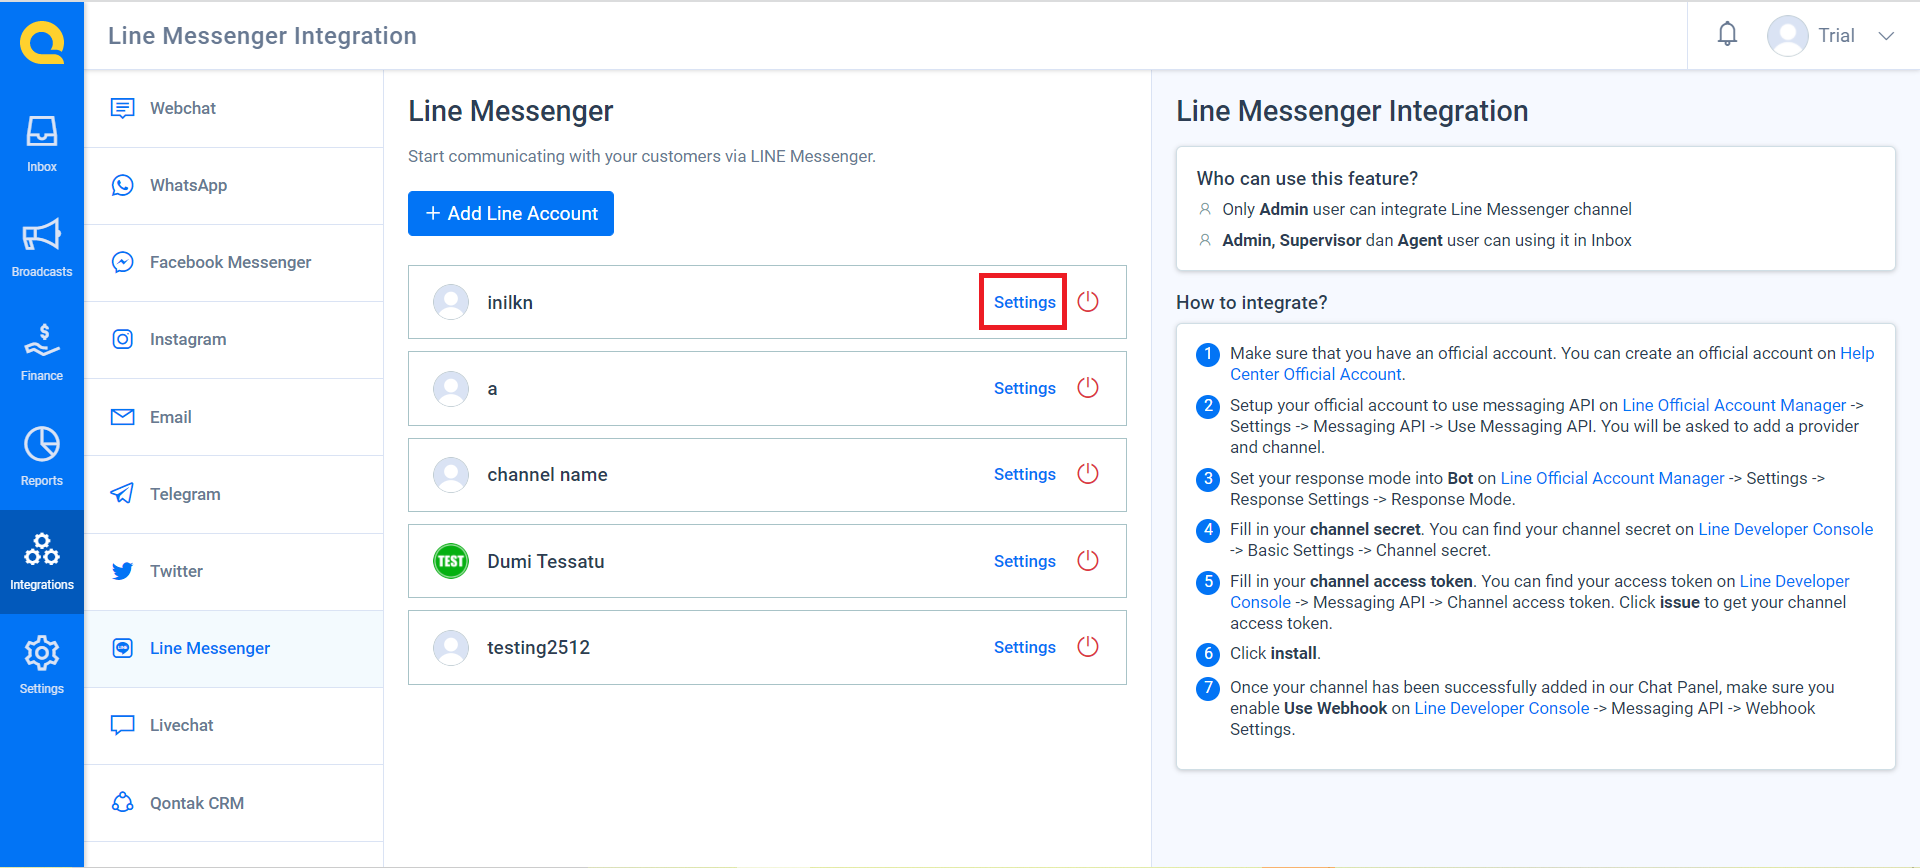 Line Messenger Integration
Trial
Inbox
Broadcasts
Finance
Reports
Integrations
Settings
Webchat
WhatsApp
Facebook Messenger
Instagram
Email
Telegram
Twitter
Line Messenger
Livechat
Qontak CRM
Line Messenger
Start communicating with your customers via LINE Messenger.
+ Add Line Account
inilkn Settings
a Settings
channel name Settings
TEST Dumi Tessatu Settings
testing2512 Settings
Line Messenger Integration
Who can use this feature?
Only Admin user can integrate Line Messenger channel
Admin, Supervisor dan Agent user can using it in Inbox
How to integrate?
1 Make sure that you have an official account. You can create an official account on Help
Center Official Account.
2 Setup your official account to use messaging API on Line Official Account Manager ->
Settings -> Messaging API -> Use Messaging API. You will be asked to add a provider
and channel.
3 Set your response mode into Bot on Line Official Account Manager -> Settings ->
Response Settings -> Response Mode.
4 Fill in your channel secret. You can find your channel secret on Line Developer Console
-> Basic Settings -> Channel secret.
5 Fill in your channel access token. You can find your access token on Line Developer
Console -> Messaging API -> Channel access token. Click issue to get your channel
access token.
6 Click install.
7 Once your channel has been successfully added in our Chat Panel, make sure you
enable Use Webhook on Line Developer Console -> Messaging API -> Webhook
Settings.